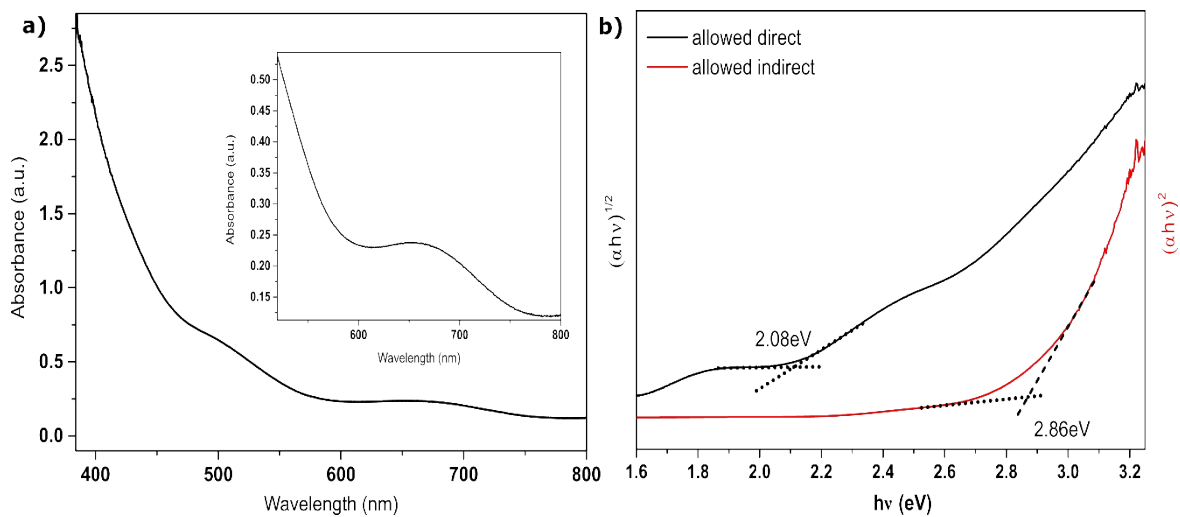 a)
Absorbance (a.u.)
2.5
2.0
1.5
1.0
0.5
0.0
400
500
600
700
800
Wavelength (nm)
Absorbance (a.u.)
0.50
0.45
0.40
0.35
0.30
0.25
0.20
0.15
600
700
800
Wavelength (nm)
b)
allowed direct
allowed indirect
(αhν)^1/2
(αhν)^2
2.08eV
2.86eV
1.6
1.8
2.0
2.2
2.4
2.6
2.8
3.0
3.2
hν (eV)